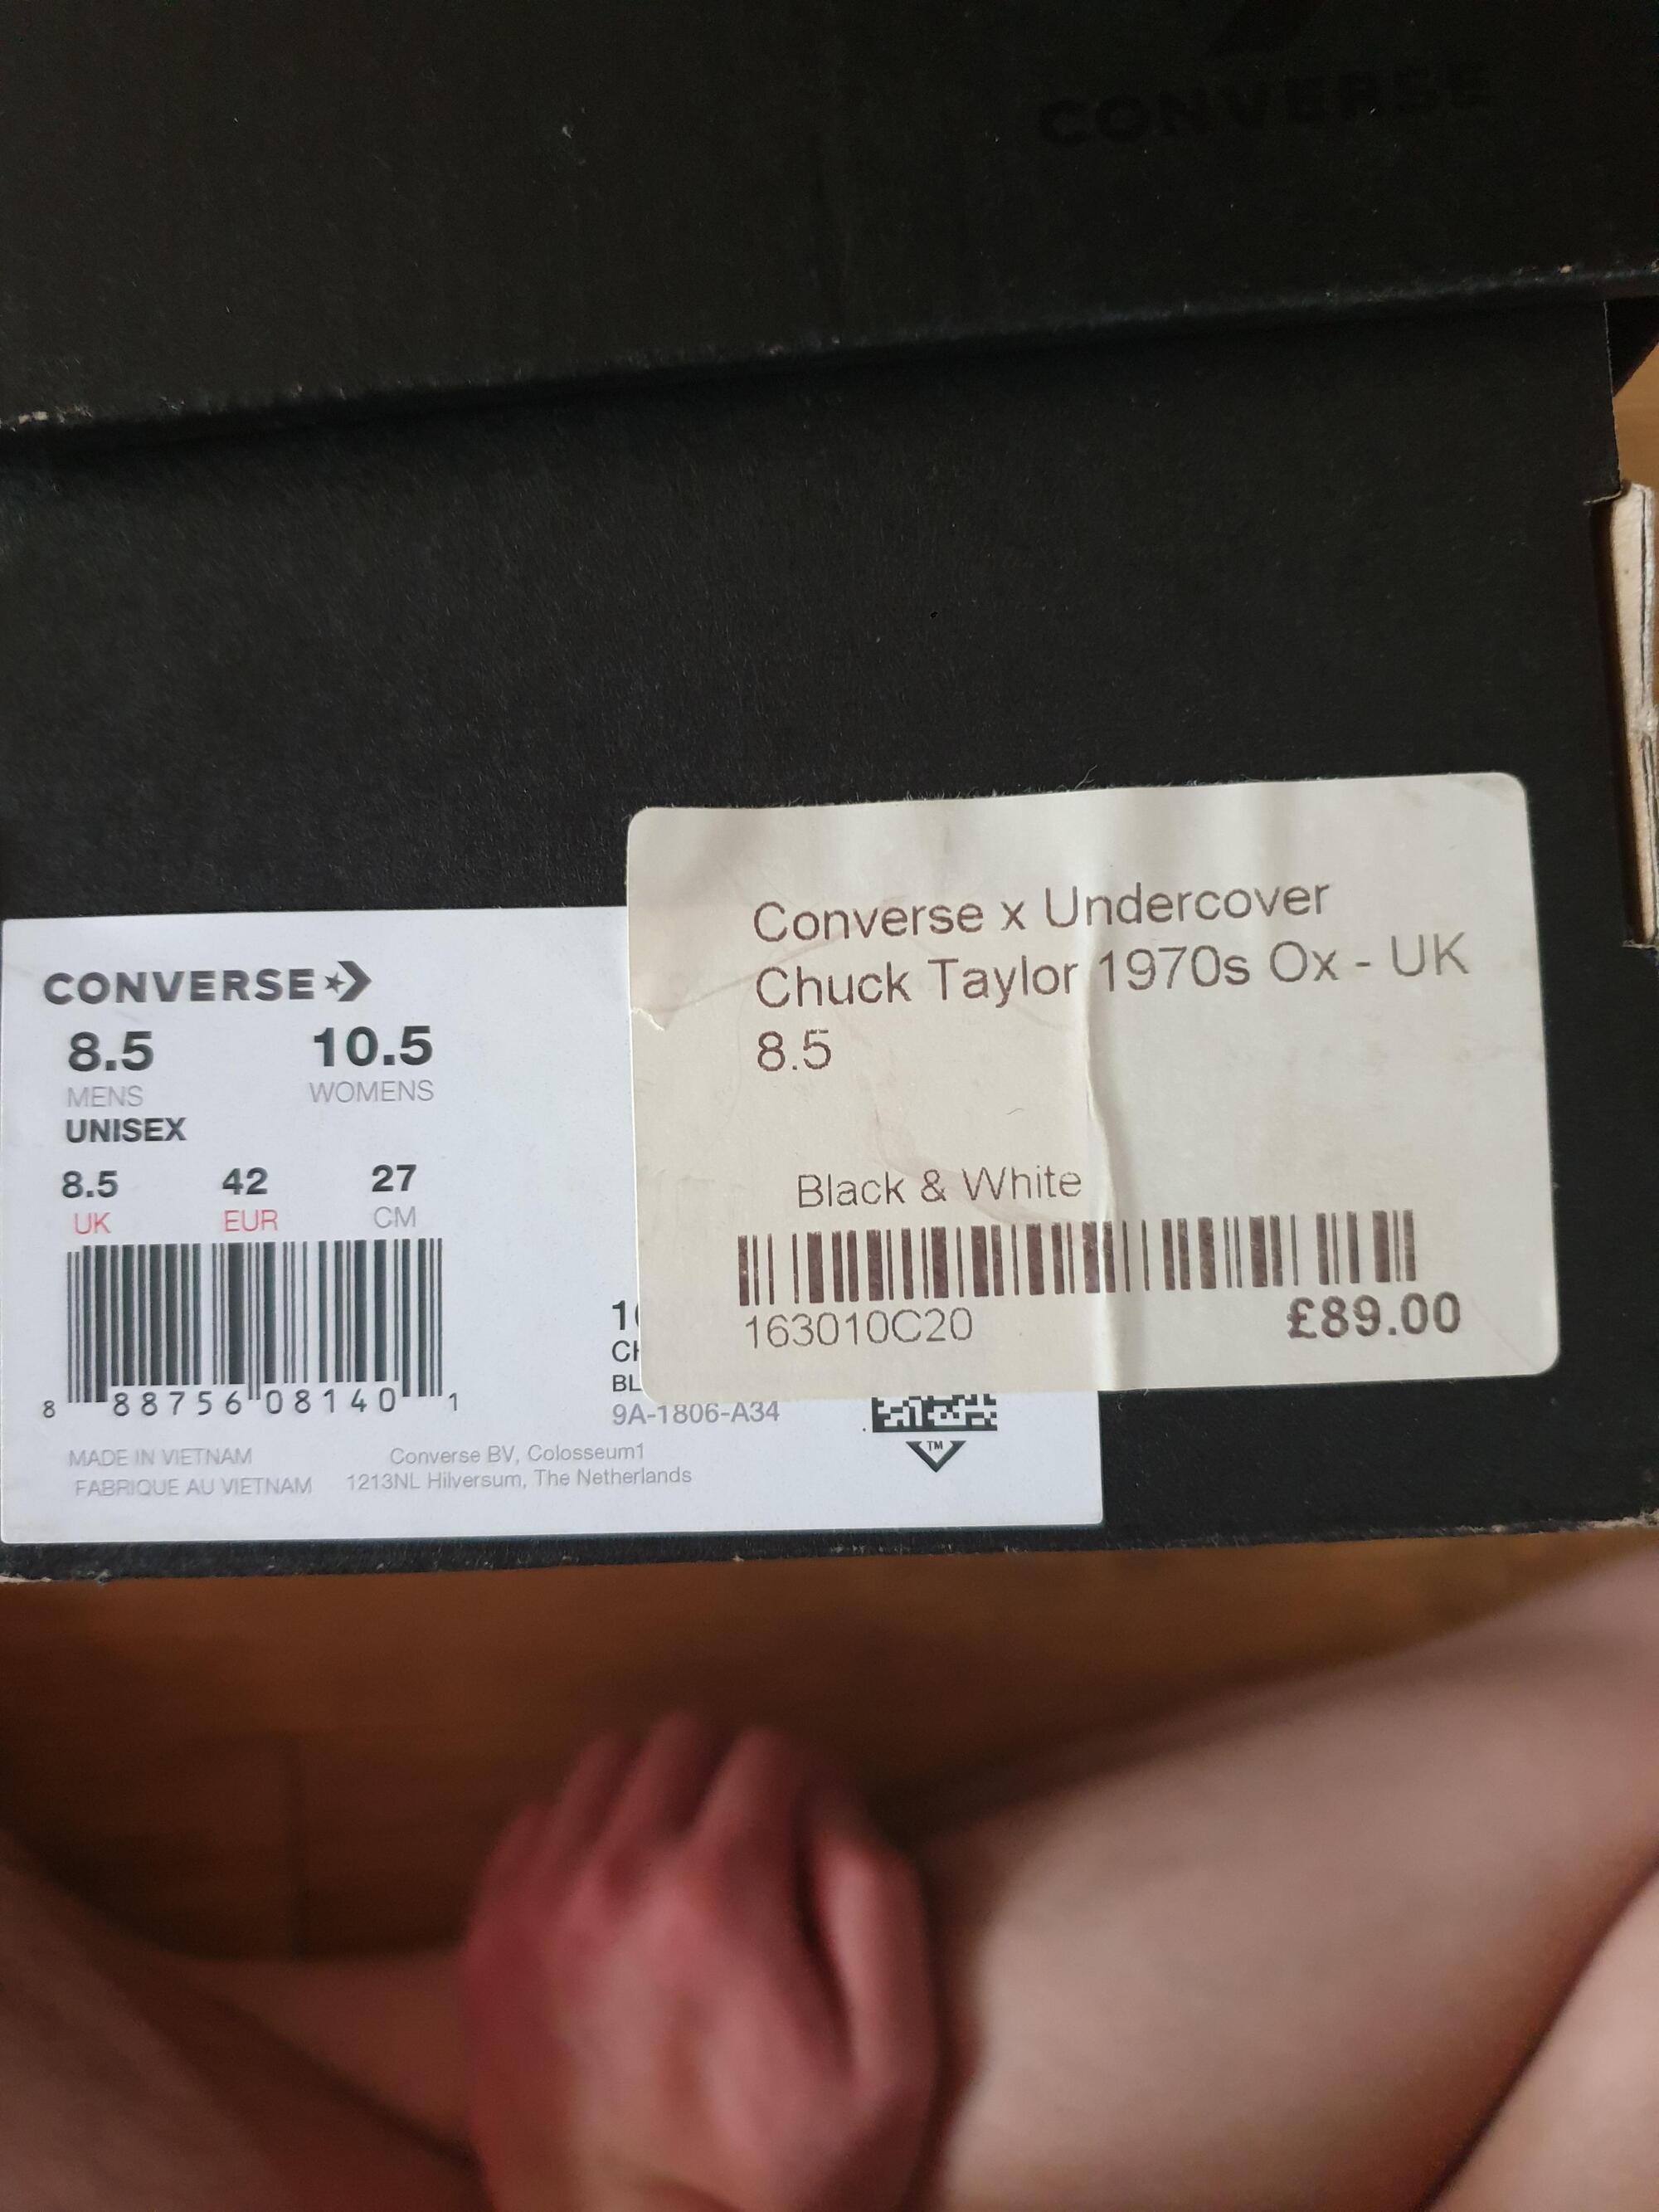 CONVERSE
CONVERSE
8.5 10.5
MENS WOMENS
UNISEX
8.5 42 27
UK EUR CM
8 88756 08140 1
MADE IN VIETNAM
FABRIQUE AU VIETNAM
9A-1806-A34
Converse BV, Colosseum1
1213NL Hilversum, The Netherlands
TM
Converse x Undercover
Chuck Taylor 1970s Ox - UK
8.5
Black & White
163010C20 £89.00